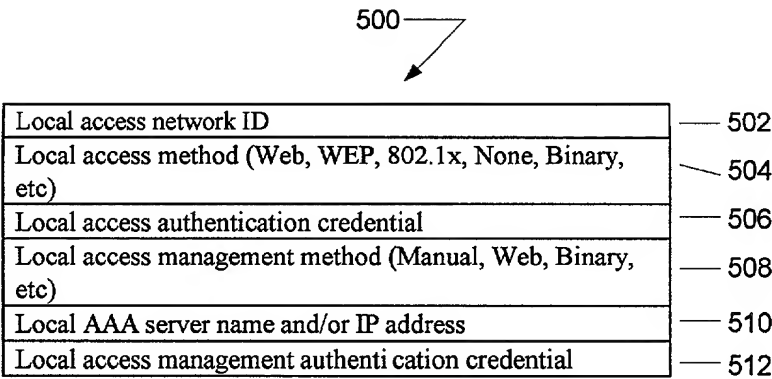 500
Local access network ID 502
Local access method (Web, WEP, 802.1x, None, Binary, 504
etc)
Local access authentication credential 506
Local access management method (Manual, Web, Binary, 508
etc)
Local AAA server name and/or IP address 510
Local access management authenti cation credential 512